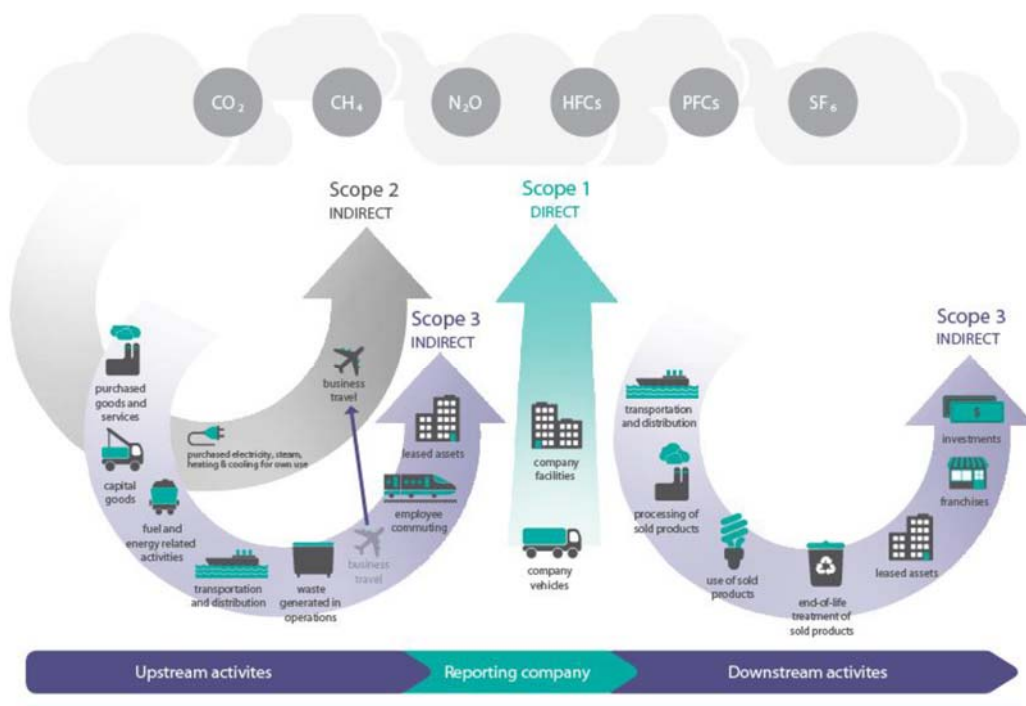 CO₂
CH₄
N₂O
HFCs
PFCs
SF₆
Scope 2
INDIRECT
Scope 1
DIRECT
Scope 3
INDIRECT
Scope 3
INDIRECT
purchased
goods and
services
business
travel
purchased electricity, steam,
heating & cooling for own use
capital
goods
fuel and
energy related
activities
transportation
and distribution
waste
generated in
operations
business
travel
employee
commuting
leased assets
company
facilities
company
vehicles
transportation
and distribution
processing of
sold products
use of sold
products
end-of-life
treatment of
sold products
leased assets
franchises
$
investments
Upstream activites
Reporting company
Downstream activites